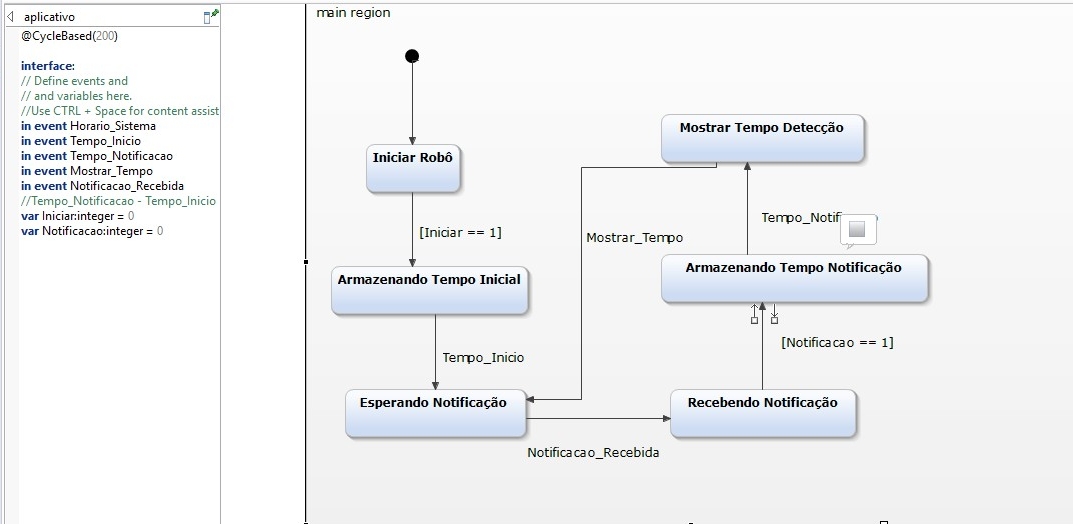 aplicativo
@CycleBased(200)
interface:
// Define events and
// and variables here.
//Use CTRL + Space for content assist
in event Horario_Sistema
in event Tempo_Inicio
in event Tempo_Notificacao
in event Mostrar_Tempo
in event Notificacao_Recebida
//Tempo_Notificacao - Tempo_Inicio
var Iniciar:integer = 0
var Notificacao:integer = 0
main region
Iniciar Robô
[Iniciar == 1]
Armazenando Tempo Inicial
Tempo_Inicio
Esperando Notificação
Notificacao_Recebida
Recebendo Notificação
[Notificacao == 1]
Armazenando Tempo Notificação
Mostrar Tempo Detecção
Mostrar_Tempo